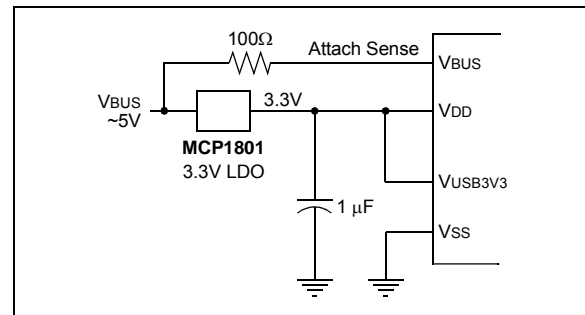 100Ω
Attach Sense
VBUS
VBUS
~5V
3.3V
VDD
MCP1801
3.3V LDO
VUSB3V3
1 μF
VSS